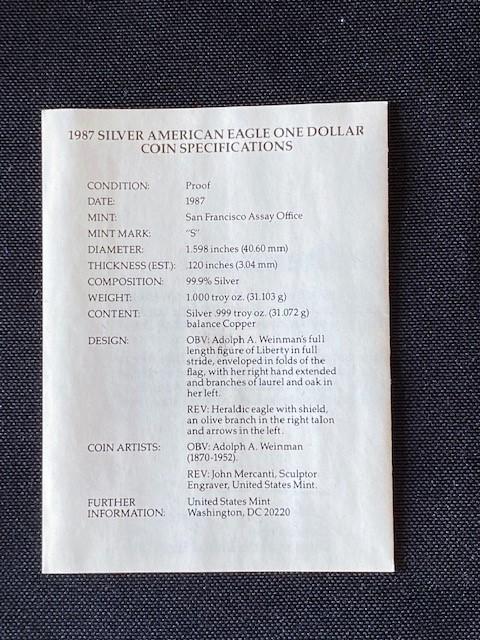 1987 SILVER AMERICAN EAGLE ONE DOLLAR
COIN SPECIFICATIONS
CONDITION: Proof
DATE: 1987
MINT: San Francisco Assay Office
MINT MARK: "S"
DIAMETER: 1.598 inches (40.60 mm)
THICKNESS (EST.): .120 inches (3.04 mm)
COMPOSITION: 99.9% Silver
WEIGHT: 1.000 troy oz. (31.103 g)
CONTENT: Silver .999 troy oz. (31.072 g)
balance Copper
DESIGN: OBV: Adolph A. Weinman's full
length figure of Liberty in full
stride, enveloped in folds of the
flag, with her right hand extended
and branches of laurel and oak in
her left.
REV: Heraldic eagle with shield,
an olive branch in the right talon
and arrows in the left.
COIN ARTISTS: OBV: Adolph A. Weinman
(1870-1952).
REV: John Mercanti, Sculptor
Engraver, United States Mint.
FURTHER United States Mint
INFORMATION: Washington, DC 20220